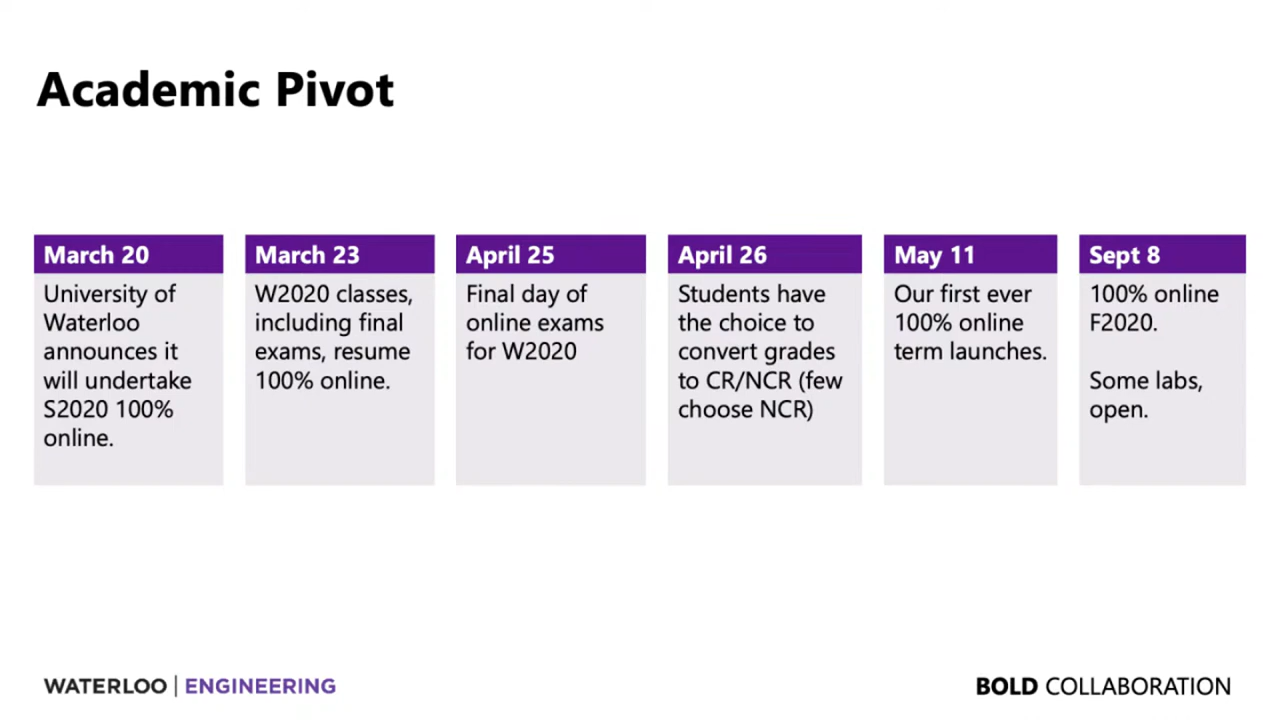 Academic Pivot
March 20
University of
Waterloo
announces it
will undertake
S2020 100%
online.
March 23
W2020 classes,
including final
exams, resume
100% online.
April 25
Final day of
online exams
for W2020
April 26
Students have
the choice to
convert grades
to CR/NCR (few
choose NCR)
May 11
Our first ever
100% online
term launches.
Sept 8
100% online
F2020.
Some labs,
open.
WATERLOO | ENGINEERING
BOLD COLLABORATION